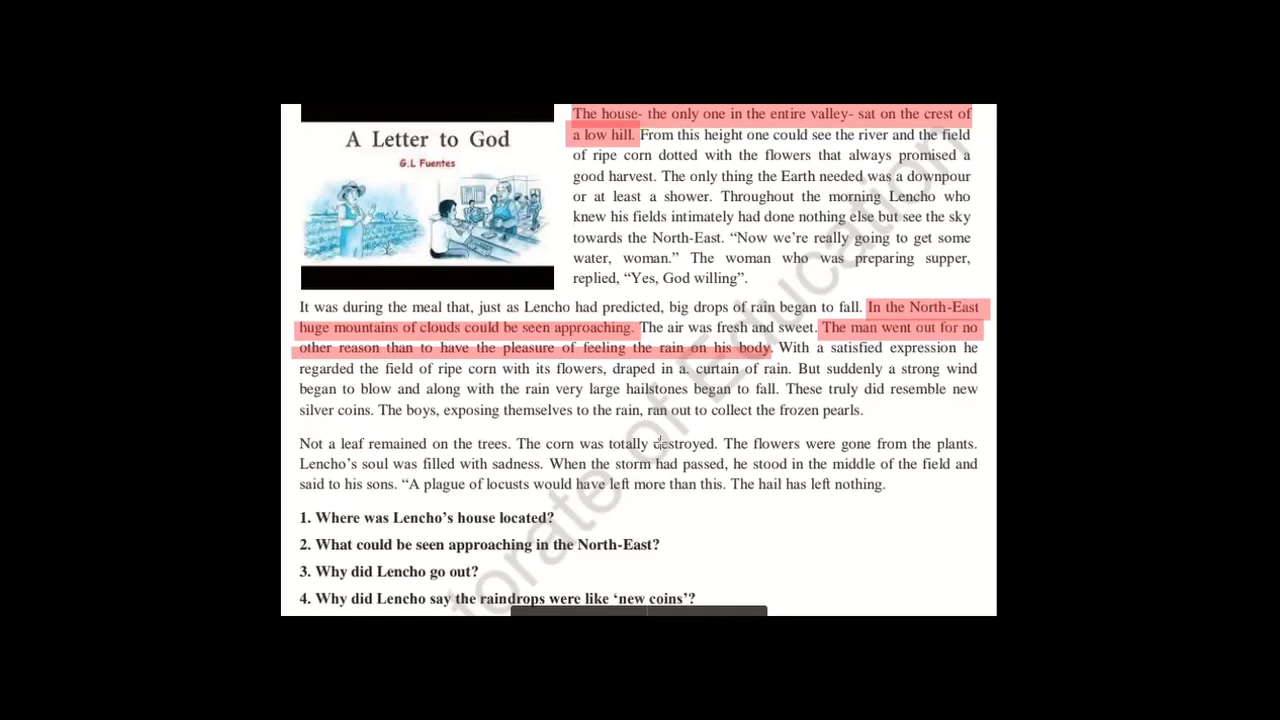 A Letter to God
G.L Fuentes
The house- the only one in the entire valley- sat on the crest of
a low hill. From this height one could see the river and the field
of ripe corn dotted with the flowers that always promised a
good harvest. The only thing the Earth needed was a downpour
or at least a shower. Throughout the morning Lencho who
knew his fields intimately had done nothing else but see the sky
towards the North-East. “Now we’re really going to get some
water, woman.” The woman who was preparing supper,
replied, “Yes, God willing”.
It was during the meal that, just as Lencho had predicted, big drops of rain began to fall. In the North-East
huge mountains of clouds could be seen approaching. The air was fresh and sweet. The man went out for no
other reason than to have the pleasure of feeling the rain on his body. With a satisfied expression he
regarded the field of ripe corn with its flowers, draped in a curtain of rain. But suddenly a strong wind
began to blow and along with the rain very large hailstones began to fall. These truly did resemble new
silver coins. The boys, exposing themselves to the rain, ran out to collect the frozen pearls.
Not a leaf remained on the trees. The corn was totally destroyed. The flowers were gone from the plants.
Lencho’s soul was filled with sadness. When the storm had passed, he stood in the middle of the field and
said to his sons. “A plague of locusts would have left more than this. The hail has left nothing.
1. Where was Lencho’s house located?
2. What could be seen approaching in the North-East?
3. Why did Lencho go out?
4. Why did Lencho say the raindrops were like ‘new coins’?
torate of Education